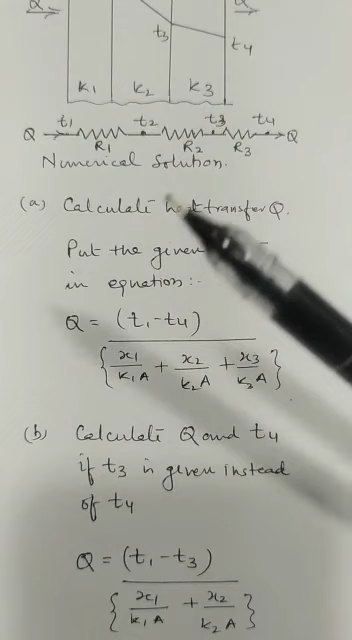 Q
Q
t3
t4
k1 k2 k3
Q t1 t2 t3 t4 Q
R1 R2 R3
Numerical Solution.
(a) Calculate transfer Q.
Put the given
in equation:-
Q = (t1-t4)
{ x1/k1A + x2/k2A + x3/k3A }
(b) Calculate Q and t4
if t3 in given instead
of t4
Q = (t1-t3)
{ x1/k1A + x2/k2A }